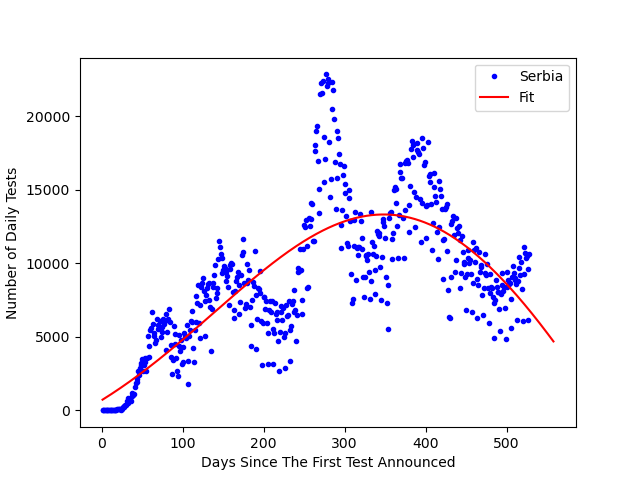 Serbia
Fit
20000
15000
10000
5000
0
Number of Daily Tests
0 100 200 300 400 500
Days Since The First Test Announced